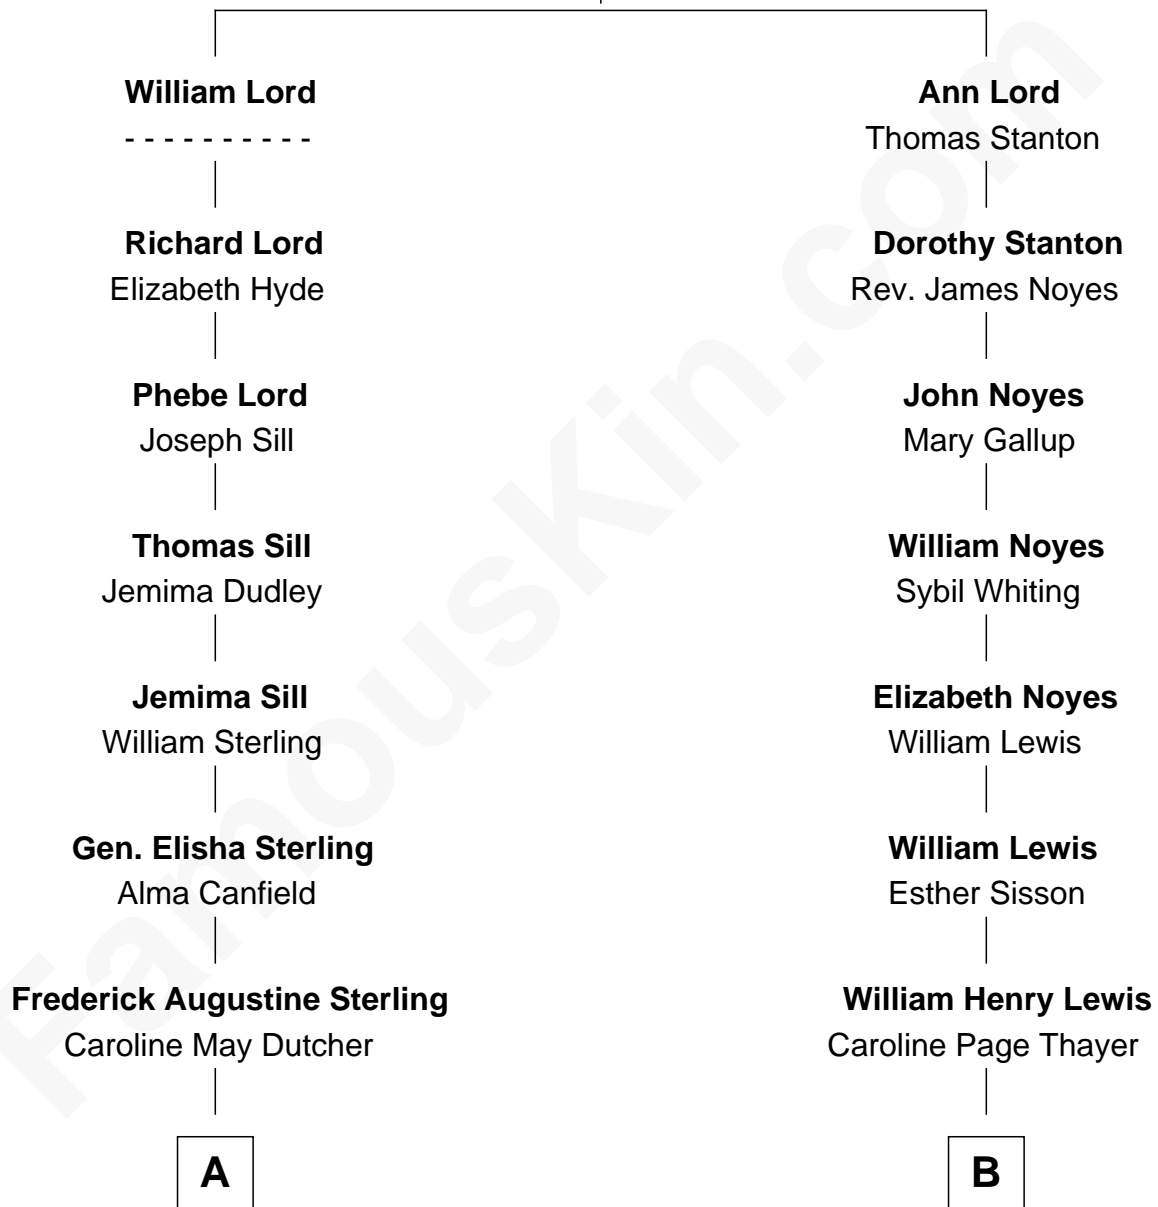 William Lord
- - - - - - - - - -
Richard Lord
Elizabeth Hyde
Phebe Lord
Joseph Sill
Thomas Sill
Jemima Dudley
Jemima Sill
William Sterling
Gen. Elisha Sterling
Alma Canfield
Frederick Augustine Sterling
Caroline May Dutcher
A
Ann Lord
Thomas Stanton
Dorothy Stanton
Rev. James Noyes
John Noyes
Mary Gallup
William Noyes
Sybil Whiting
Elizabeth Noyes
William Lewis
William Lewis
Esther Sisson
William Henry Lewis
Caroline Page Thayer
B
FamousKin.com